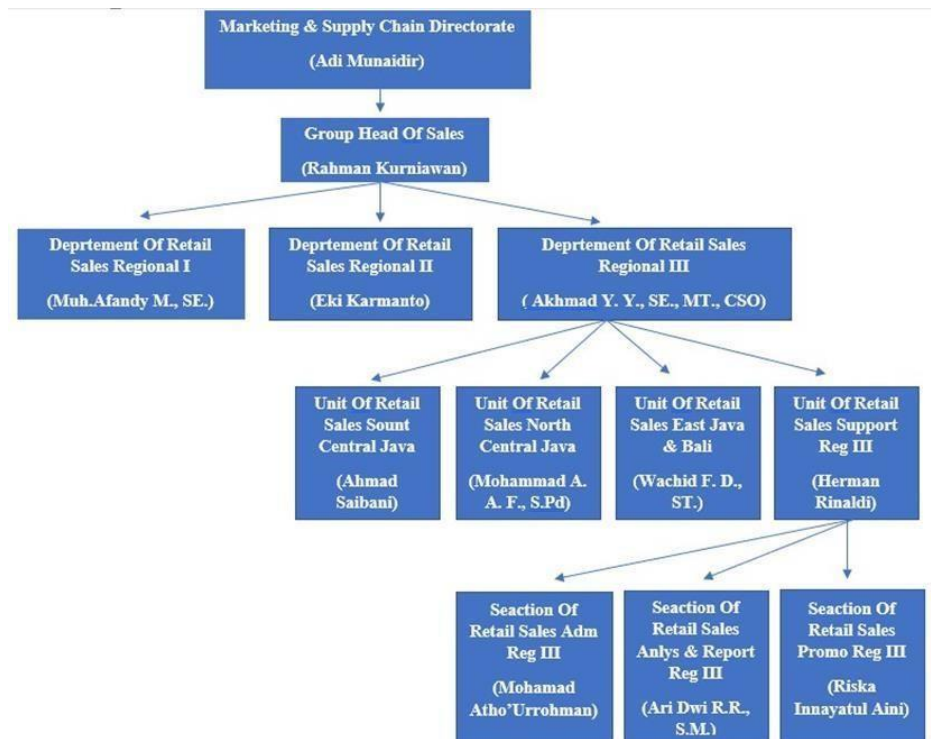 Marketing & Supply Chain Directorate
(Adi Munaidir)
Group Head Of Sales
(Rahman Kurniawan)
Deprtement Of Retail
Sales Regional I
(Muh.Afandy M., SE.)
Deprtement Of Retail
Sales Regional II
(Eki Karmanto)
Deprtement Of Retail Sales
Regional III
( Akhmad Y. Y., SE., MT., CSO)
Unit Of Retail
Sales Sount
Central Java
(Ahmad
Saibani)
Unit Of Retail
Sales North
Central Java
(Mohammad A.
A. F., S.Pd)
Unit Of Retail
Sales East Java
& Bali
(Wachid F. D.,
ST.)
Unit Of Retail
Sales Support
Reg III
(Herman
Rinaldi)
Seaction Of
Retail Sales Adm
Reg III
(Mohamad
Atho’Urrohman)
Seaction Of
Retail Sales
Anlys & Report
Reg III
(Ari Dwi R.R.,
S.M.)
Seaction Of
Retail Sales
Promo Reg III
(Riska
Innayatul Aini)